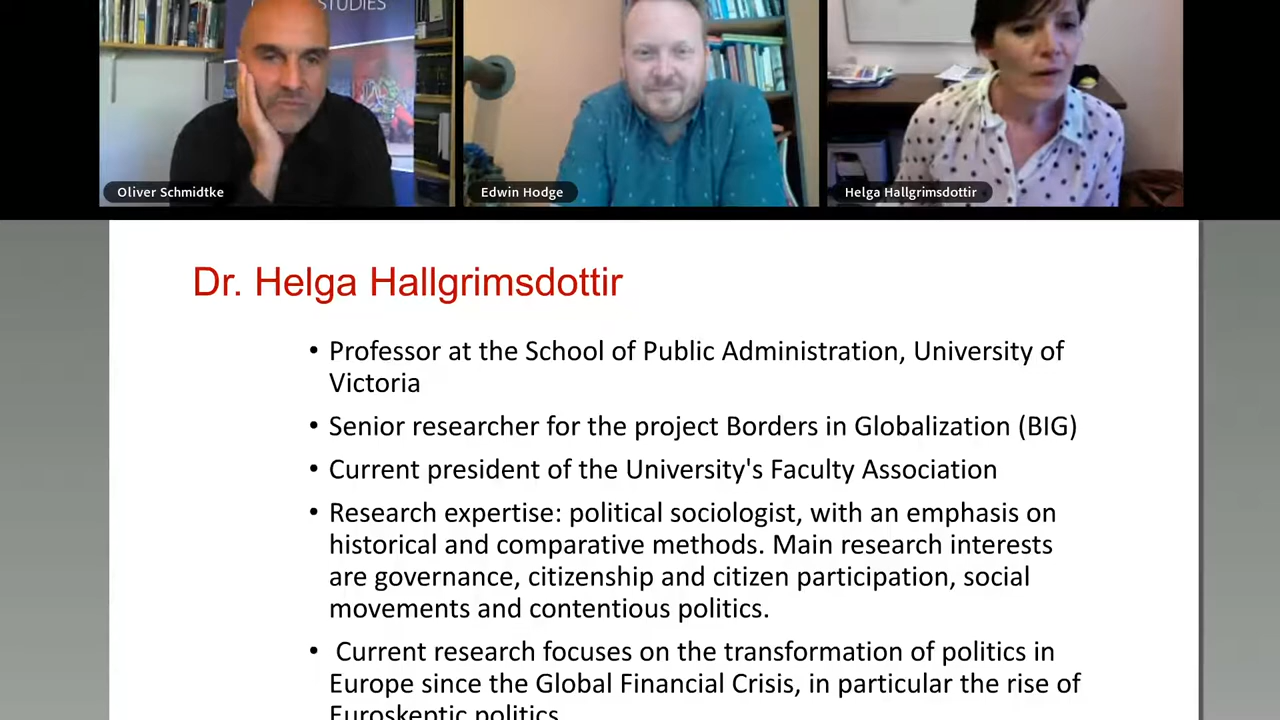 STUDIES
Oliver Schmidtke
Edwin Hodge
Helga Hallgrimsdottir
Dr. Helga Hallgrimsdottir
• Professor at the School of Public Administration, University of
Victoria
• Senior researcher for the project Borders in Globalization (BIG)
• Current president of the University's Faculty Association
• Research expertise: political sociologist, with an emphasis on
historical and comparative methods. Main research interests
are governance, citizenship and citizen participation, social
movements and contentious politics.
• Current research focuses on the transformation of politics in
Europe since the Global Financial Crisis, in particular the rise of
Euroskeptic politics